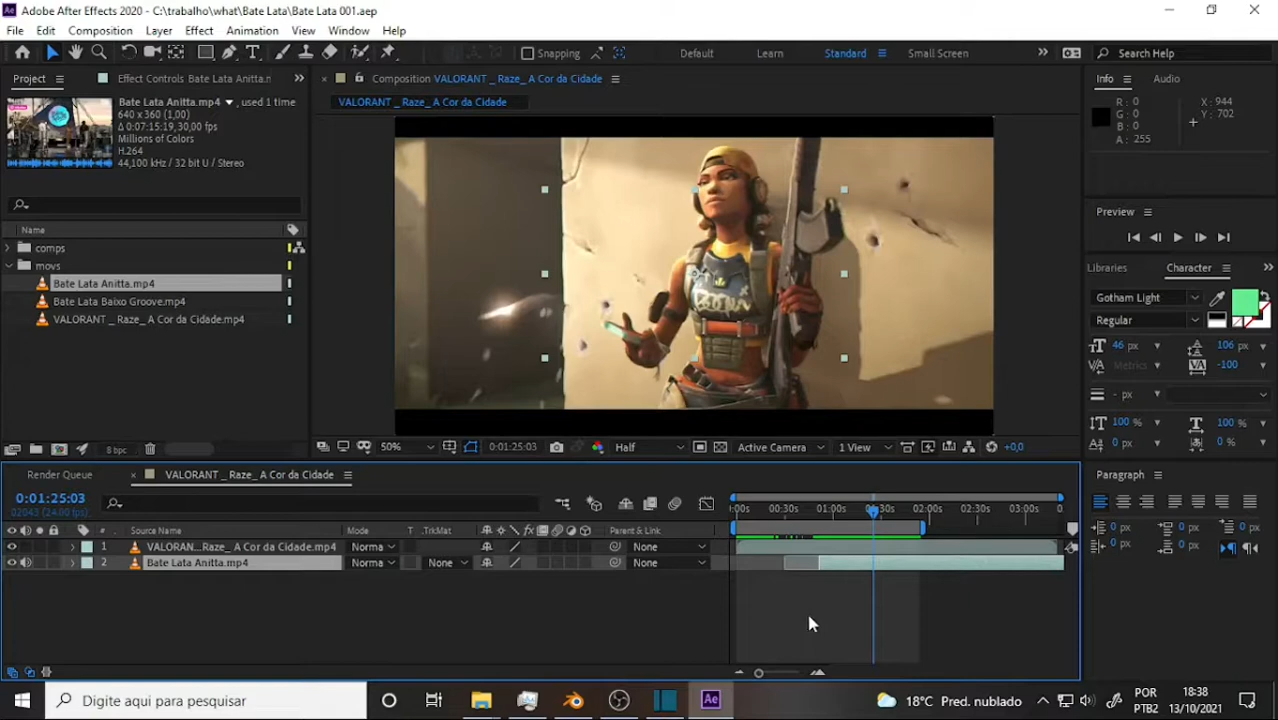 Adobe After Effects 2020 - C:\trabalho\what\Bate Lata\Bate Lata 001.aep
File Edit Composition Layer Effect Animation View Window Help
Snapping Default Learn Standard Small Screen Search Help
Project Effect Controls Bate Lata Anitta.n
Composition VALORANT _ Raze_ A Cor da Cidade
Info Audio
Bate Lata Anitta.mp4 , used 1 time
640 x 360 (1,00)
Δ 0:07:15:19, 30,00 fps
Millions of Colors
H.264
44,100 kHz / 32 bit U / Stereo
VALORANT _ Raze_ A Cor da Cidade
R: 0
G: 0
B: 0
A: 255
X: 944
Y: 702
Preview
Name
comps
movs
Bate Lata Anitta.mp4
Bate Lata Baixo Groove.mp4
VALORANT _ Raze_ A Cor da Cidade.mp4
Libraries Character
Gotham Light
Regular
46 px 106 px
Metrics -100
- px
100 % 100 %
0 px 0 %
8 bpc
50% 0:01:25:03 Half Active Camera 1 View +0,0
Render Queue VALORANT _ Raze_ A Cor da Cidade
Paragraph
0:01:25:03
02043 (24.00 fps)
# Source Name Mode T .TrkMat Parent & Link
:00s 00:30s 01:00s 01:30s 02:00s 02:30s 03:00s
1 VALORAN...Raze_ A Cor da Cidade.mp4 Norma None
2 Bate Lata Anitta.mp4 Norma None None
0 px 0 px 0 px
0 px 0 px
Digite aqui para pesquisar
18°C Pred. nublado
POR
PTB2
18:38
13/10/2021